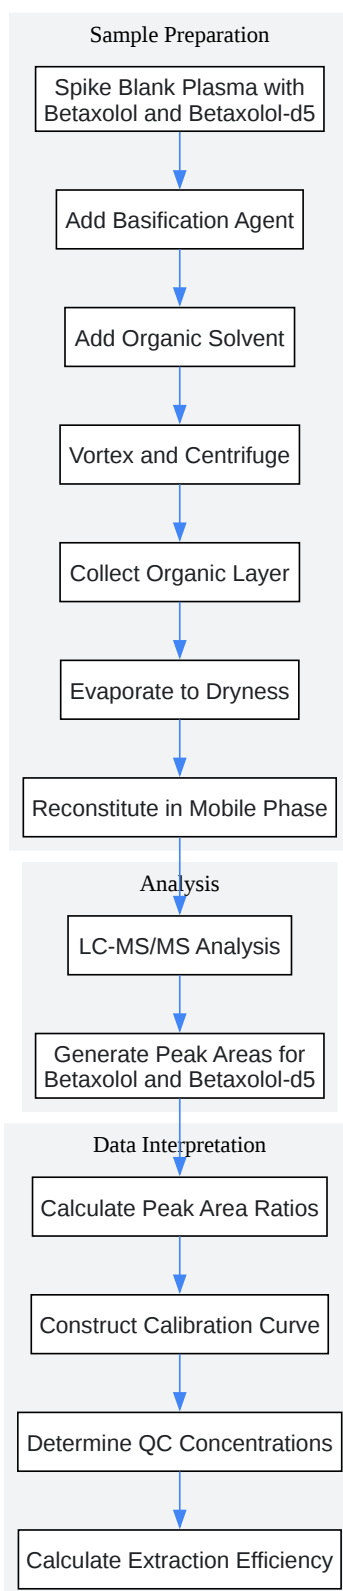 Sample Preparation
Spike Blank Plasma with
Betaxolol and Betaxolol-d5
Add Basification Agent
Add Organic Solvent
Vortex and Centrifuge
Collect Organic Layer
Evaporate to Dryness
Reconstitute in Mobile Phase
Analysis
LC-MS/MS Analysis
Generate Peak Areas for
Betaxolol and Betaxolol-d5
Data Interpretation
Calculate Peak Area Ratios
Construct Calibration Curve
Determine QC Concentrations
Calculate Extraction Efficiency